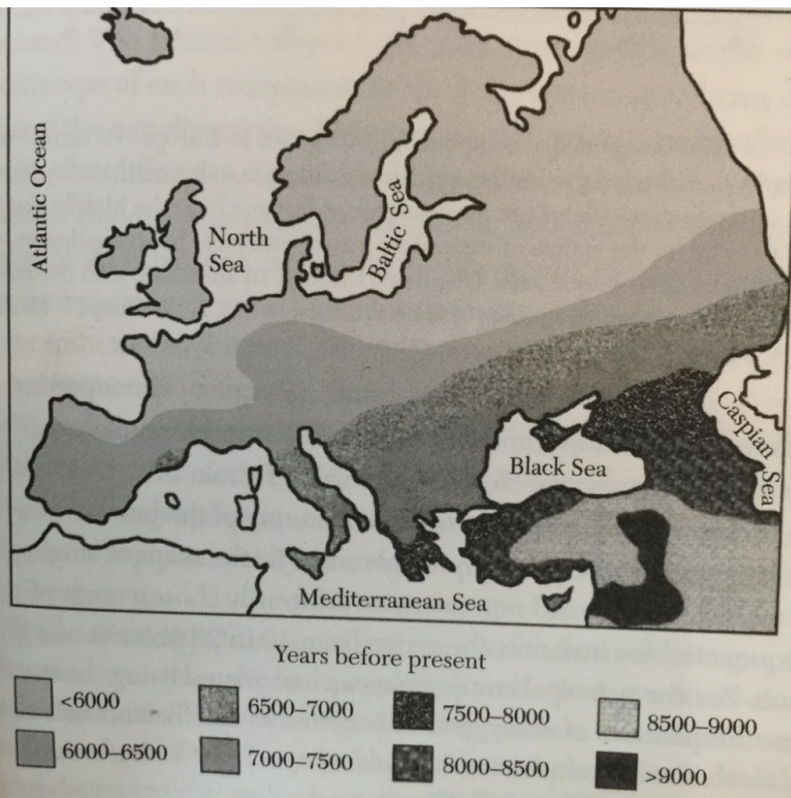 Atlantic Ocean
North
Sea
Baltic Sea
Caspian
Sea
Black Sea
Mediterranean Sea
Years before present
<6000
6500–7000
7500–8000
8500–9000
6000–6500
7000–7500
8000–8500
>9000